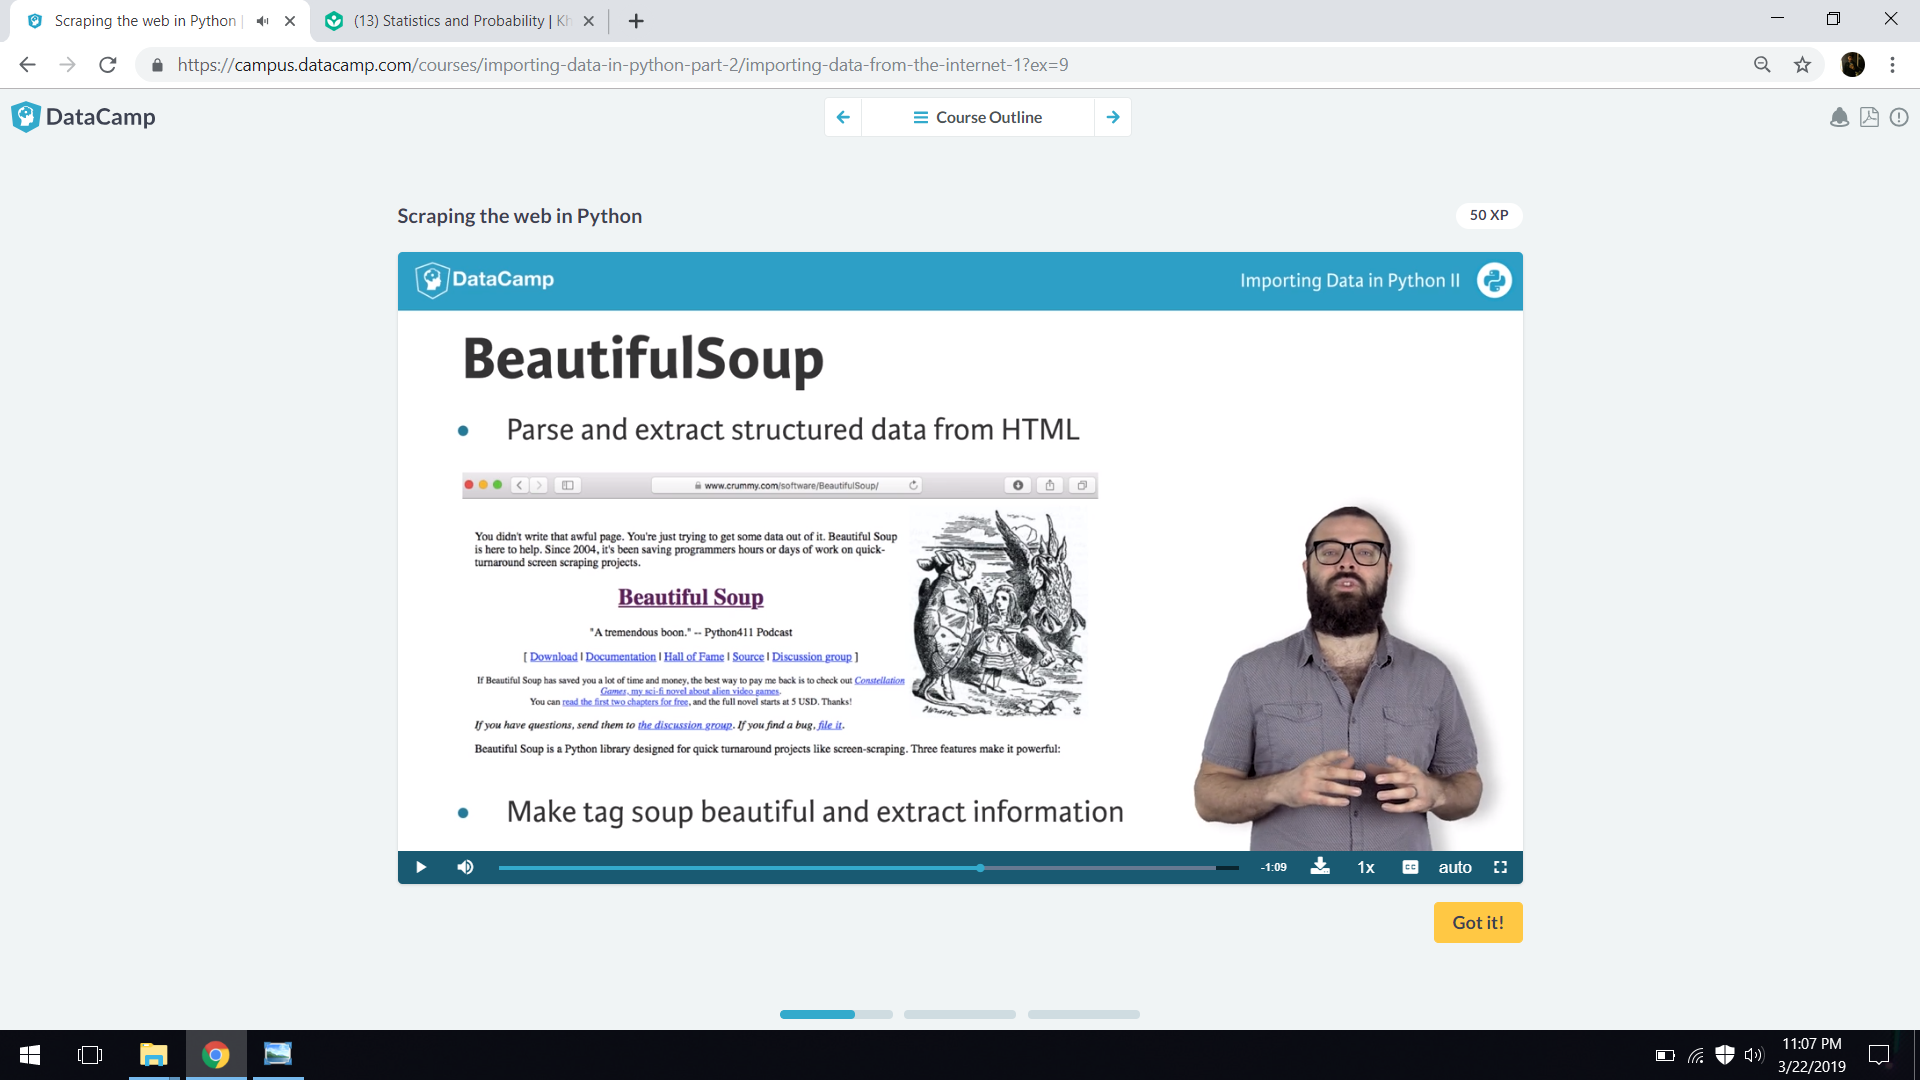 Scraping the web in Python |
(13) Statistics and Probability | Kh
https://campus.datacamp.com/courses/importing-data-in-python-part-2/importing-data-from-the-internet-1?ex=9
DataCamp
Course Outline
Scraping the web in Python
50 XP
DataCamp
Importing Data in Python II
BeautifulSoup
• Parse and extract structured data from HTML
www.crummy.com/software/BeautifulSoup/
You didn't write that awful page. You're just trying to get some data out of it. Beautiful Soup
is here to help. Since 2004, it's been saving programmers hours or days of work on quick-
turnaround screen scraping projects.
Beautiful Soup
"A tremendous boon." -- Python411 Podcast
[ Download | Documentation | Hall of Fame | Source | Discussion group ]
If Beautiful Soup has saved you a lot of time and money, the best way to pay me back is to check out Constellation
Games, my sci-fi novel about alien video games.
You can read the first two chapters for free, and the full novel starts at 5 USD. Thanks!
If you have questions, send them to the discussion group. If you find a bug, file it.
Beautiful Soup is a Python library designed for quick turnaround projects like screen-scraping. Three features make it powerful:
• Make tag soup beautiful and extract information
-1:09
1x
CC
auto
Got it!
11:07 PM
3/22/2019